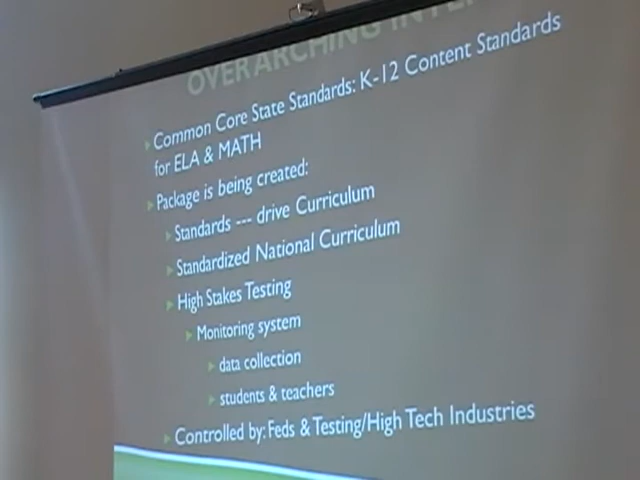 OVERARCHING
Common Core State Standards: K-12 Content Standards
for ELA & MATH
Package is being created:
Standards --- drive Curriculum
Standardized National Curriculum
High Stakes Testing
Monitoring system
data collection
students & teachers
Controlled by: Feds & Testing/High Tech Industries